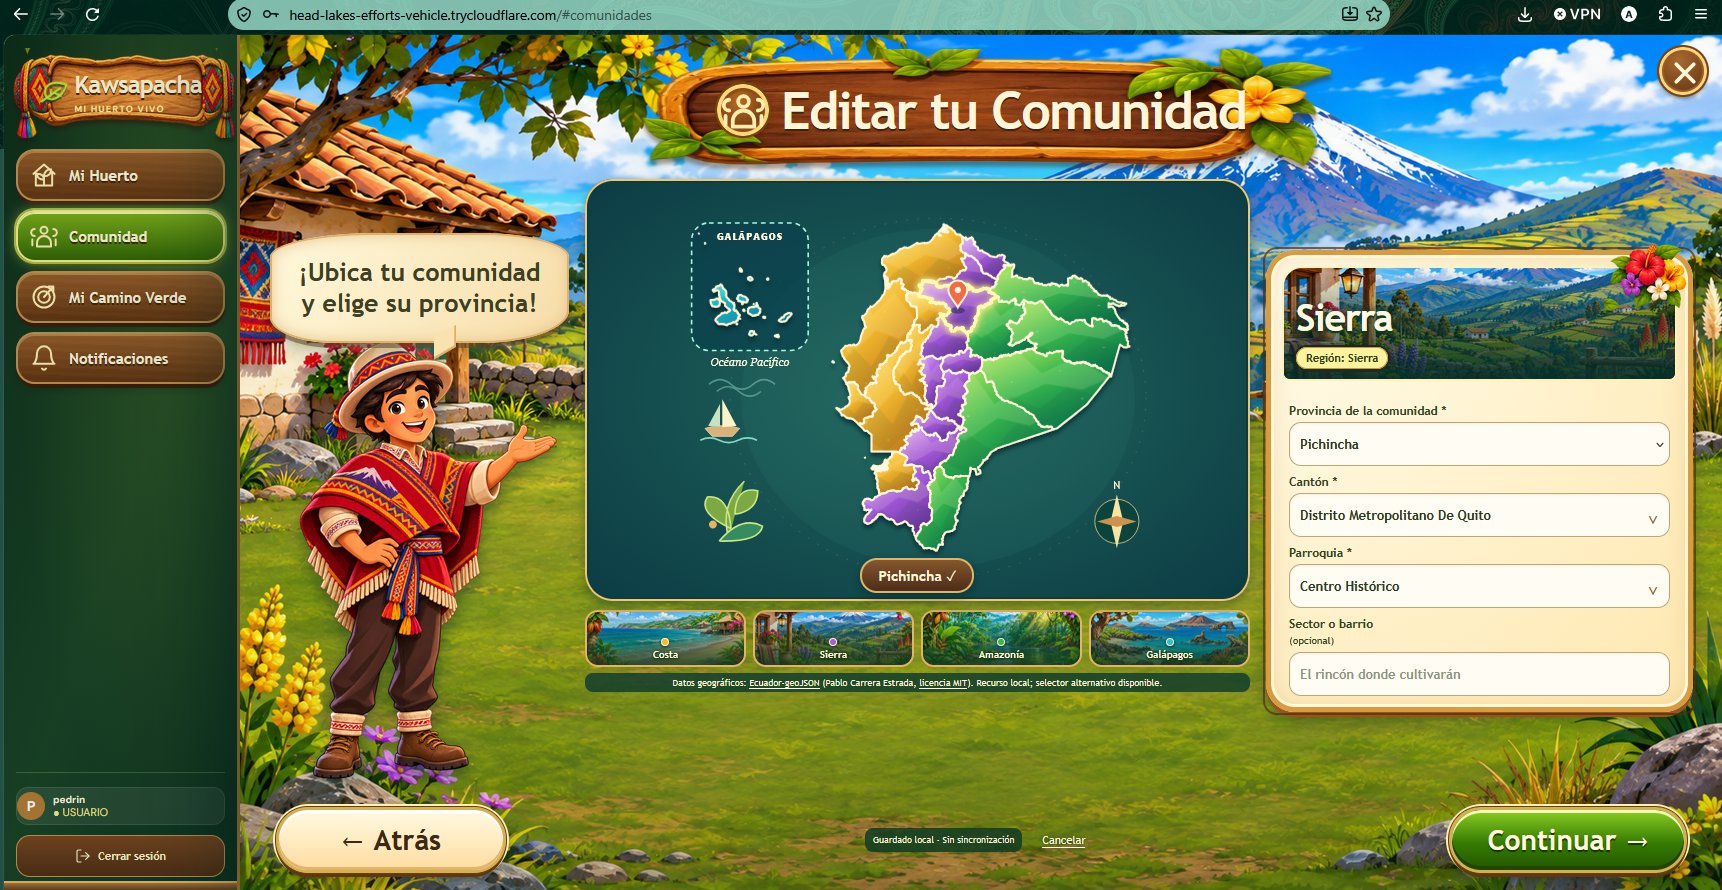 head-lakes-efforts-vehicle.trycloudflare.com/#comunidades
VPN
A
Kawsapacha
MI HUERTO VIVO
Mi Huerto
Comunidad
Mi Camino Verde
Notificaciones
P
pedrin
USUARIO
Cerrar sesión
Editar tu Comunidad
¡Ubica tu comunidad
y elige su provincia!
GALÁPAGOS
Océano Pacífico
N
Pichincha ✓
Costa
Sierra
Amazonía
Galápagos
Datos geográficos: Ecuador-geoJSON (Pablo Carrera Estrada, licencia MIT). Recurso local; selector alternativo disponible.
Sierra
Región: Sierra
Provincia de la comunidad *
Pichincha
Cantón *
Distrito Metropolitano De Quito
Parroquia *
Centro Histórico
Sector o barrio
(opcional)
El rincón donde cultivarán
← Atrás
Guardado local · Sin sincronización
Cancelar
Continuar →